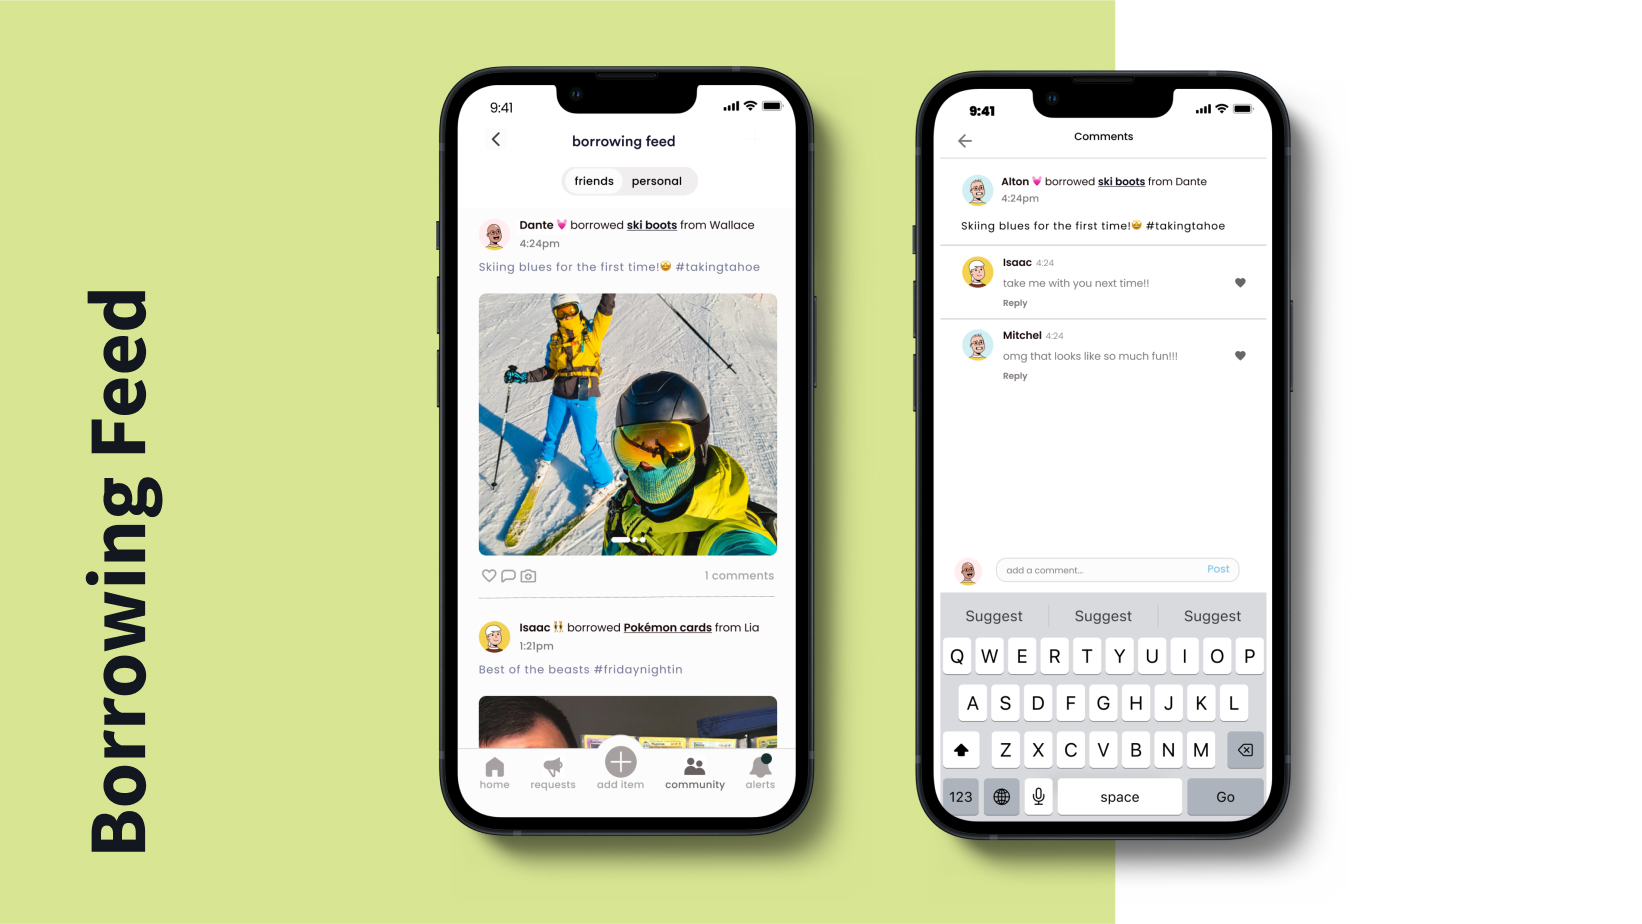 Borrowing Feed
9:41
borrowing feed
friends personal
Dante 💓 borrowed ski boots from Wallace
4:24pm
Skiing blues for the first time!🤩 #takingtahoe
1 comments
Isaac 👯 borrowed Pokémon cards from Lia
1:21pm
Best of the beasts #fridaynightin
home requests add item community alerts
9:41
Comments
Alton 💓 borrowed ski boots from Dante
4:24pm
Skiing blues for the first time!🤩 #takingtahoe
Isaac 4:24
take me with you next time!!
Reply
Mitchel 4:24
omg that looks like so much fun!!!
Reply
add a comment... Post
Suggest Suggest Suggest
Q W E R T Y U I O P
A S D F G H J K L
Z X C V B N M
123 space Go